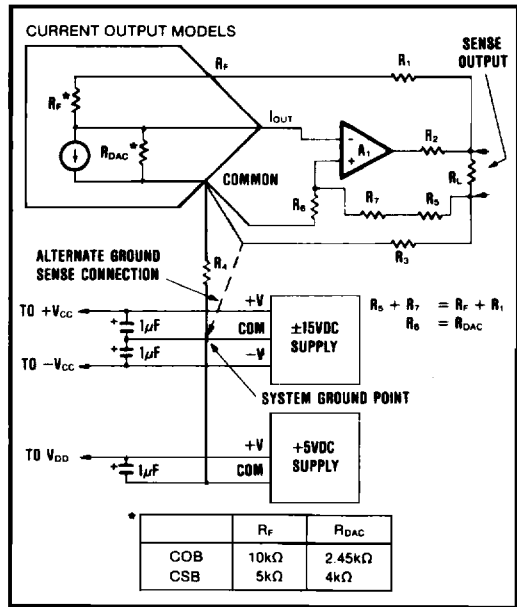 CURRENT OUTPUT MODELS
SENSE
OUTPUT
RF
R1
RF*
IOUT
RDAC*
-
+
A1
R2
RL
COMMON
R6
R7
R5
R3
ALTERNATE GROUND
SENSE CONNECTION
R4
TO +VCC
+V
+
1µF
COM
±15VDC
SUPPLY
+
1µF
TO -VCC
-V
R5 + R7 = RF + R1
R6 = RDAC
SYSTEM GROUND POINT
TO VDD
+V
+
1µF
COM
+5VDC
SUPPLY
*
RF RDAC
COB 10kΩ 2.45kΩ
CSB 5kΩ 4kΩ